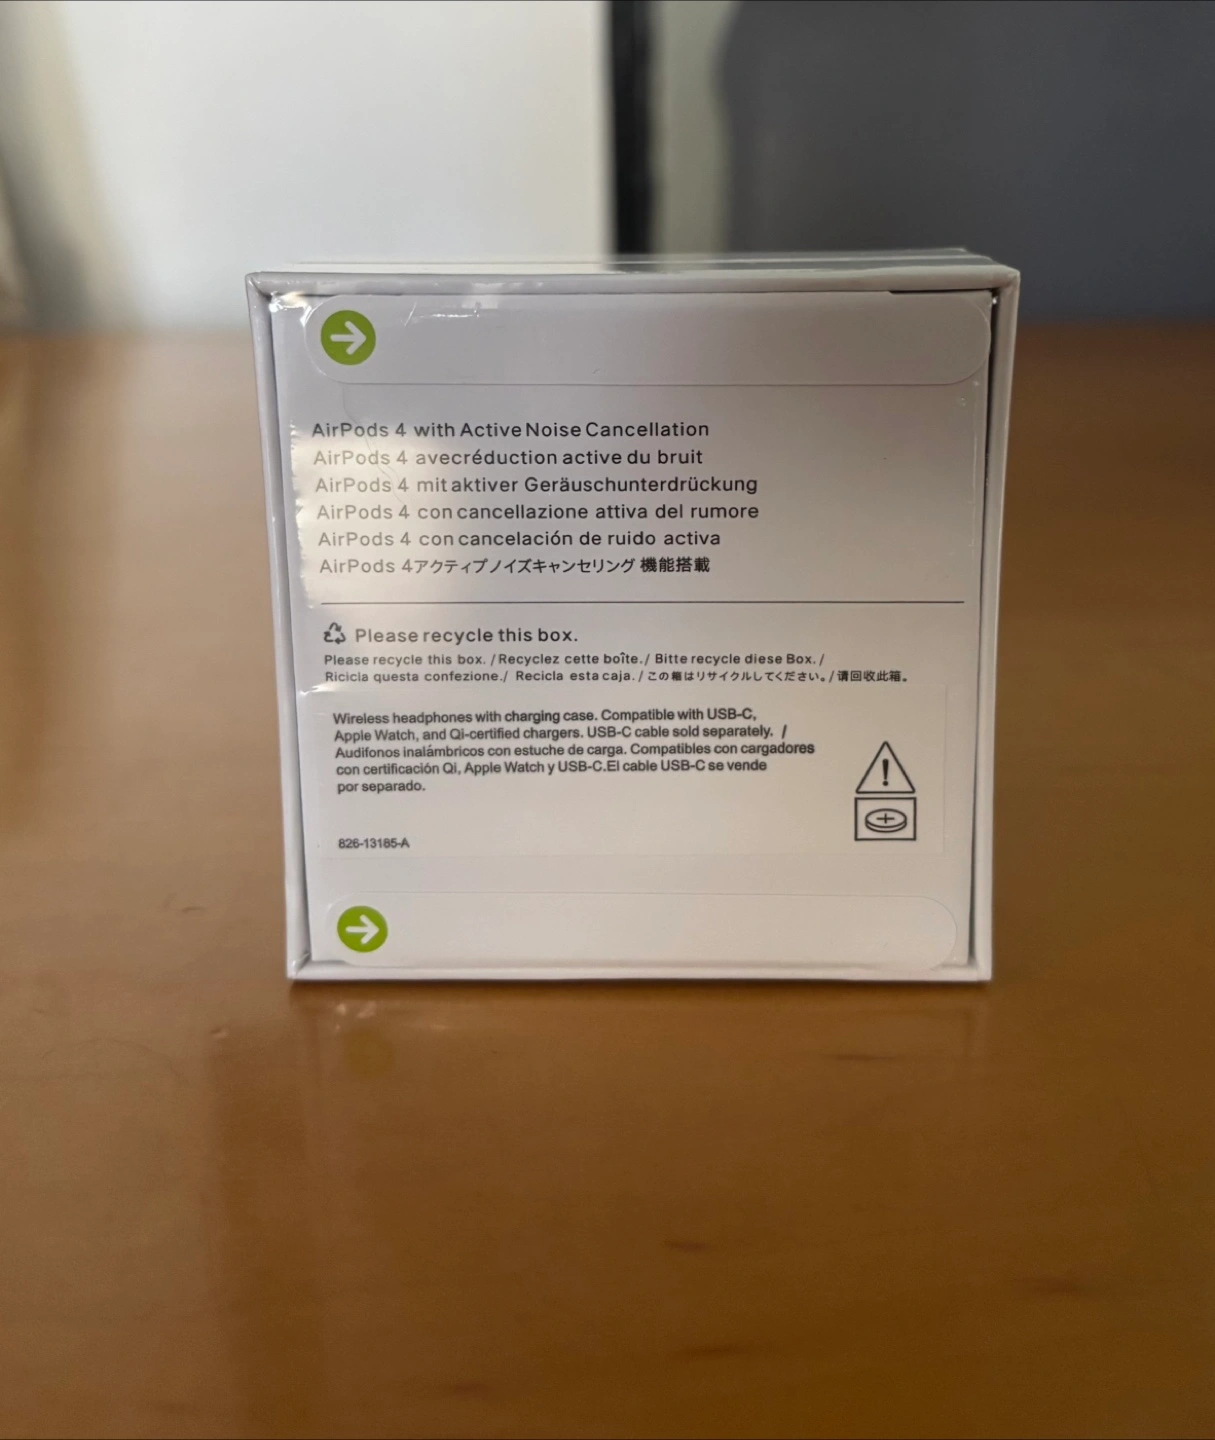 AirPods 4 with Active Noise Cancellation
AirPods 4 avecréduction active du bruit
AirPods 4 mit aktiver Geräuschunterdrückung
AirPods 4 con cancellazione attiva del rumore
AirPods 4 con cancelación de ruido activa
AirPods 4アクティブノイズキャンセリング 機能搭載
Please recycle this box.
Please recycle this box. / Recyclez cette boîte./ Bitte recycle diese Box. /
Ricicla questa confezione./ Recicla esta caja. / この箱はリサイクルしてください。/ 请回收此箱。
Wireless headphones with charging case. Compatible with USB-C,
Apple Watch, and Qi-certified chargers. USB-C cable sold separately. /
Audifonos inalámbricos con estuche de carga. Compatibles con cargadores
con certificación Qi, Apple Watch y USB-C.El cable USB-C se vende
por separado.
826-13185-A